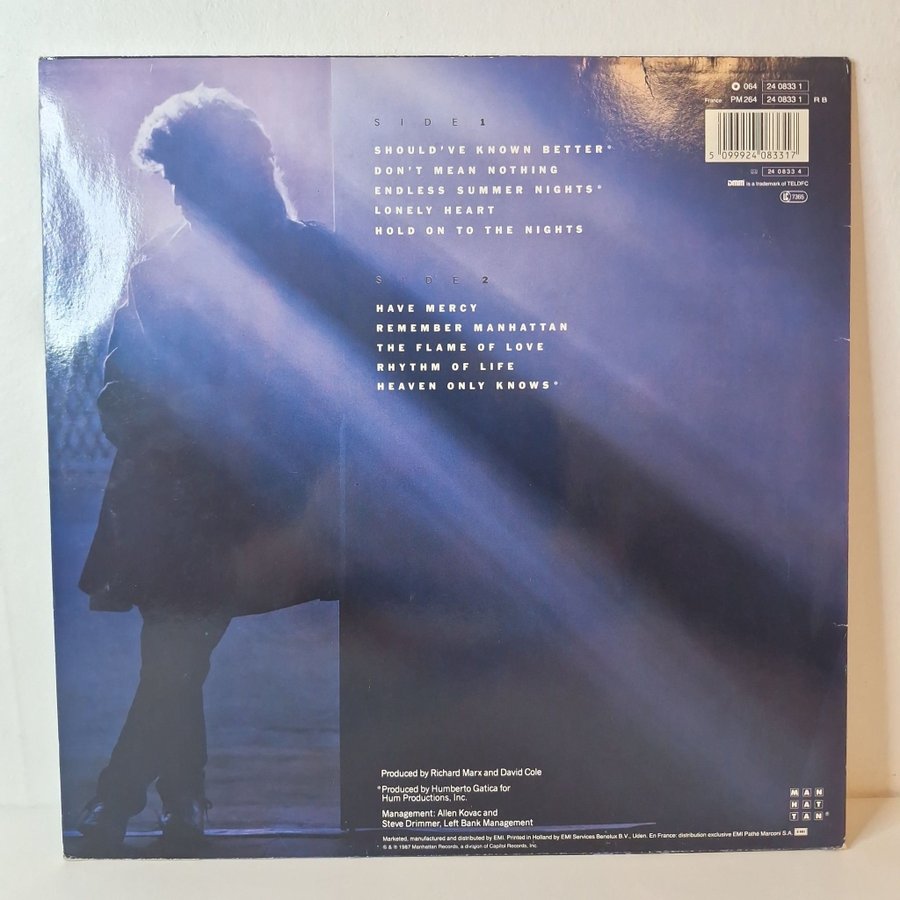 064 24 0833 1
France PM 264 24 0833 1 R B
5 099924 083317
24 0833 4
DMM is a trademark of TELDEC
LC 7365
SIDE 1
SHOULD'VE KNOWN BETTER*
DON'T MEAN NOTHING
ENDLESS SUMMER NIGHTS*
LONELY HEART
HOLD ON TO THE NIGHTS
SIDE 2
HAVE MERCY
REMEMBER MANHATTAN
THE FLAME OF LOVE
RHYTHM OF LIFE
HEAVEN ONLY KNOWS*
Produced by Richard Marx and David Cole
*Produced by Humberto Gatica for
Hum Productions, Inc.
Management: Allen Kovac and
Steve Drimmer, Left Bank Management
Marketed, manufactured and distributed by EMI. Printed in Holland by EMI Services Benelux B.V., Uden. En France: distribution exclusive EMI Pathé Marconi S.A.
© & ℗ 1987 Manhattan Records, a division of Capitol Records, Inc.
MAN
HAT
TAN®